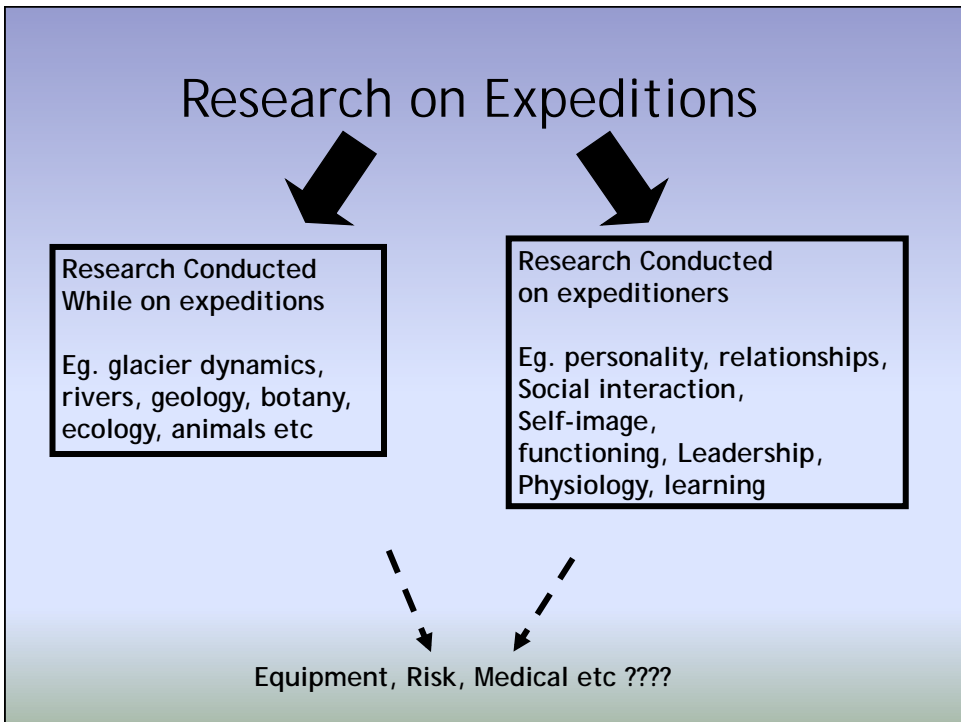 Research on Expeditions
Research Conducted
While on expeditions
Eg. glacier dynamics,
rivers, geology, botany,
ecology, animals etc
Research Conducted
on expeditioners
Eg. personality, relationships,
Social interaction,
Self-image,
functioning, Leadership,
Physiology, learning
Equipment, Risk, Medical etc ????